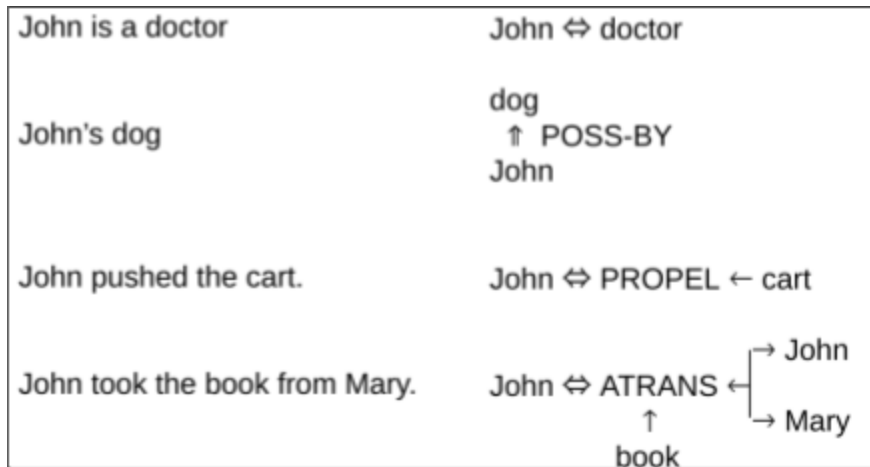 John is a doctor John ⇔ doctor
dog
John's dog ⇑ POSS-BY
John
John pushed the cart. John ⇔ PROPEL ← cart
→ John
John took the book from Mary. John ⇔ ATRANS ←
↑ → Mary
book